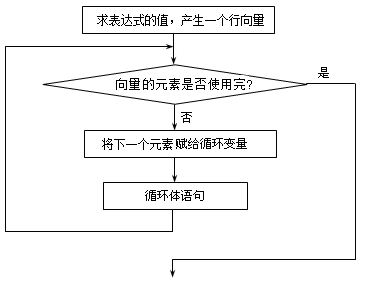 求表达式的值，产生一个行向量
向量的元素是否使用完?
是
否
将下一个元素赋给循环变量
循环体语句